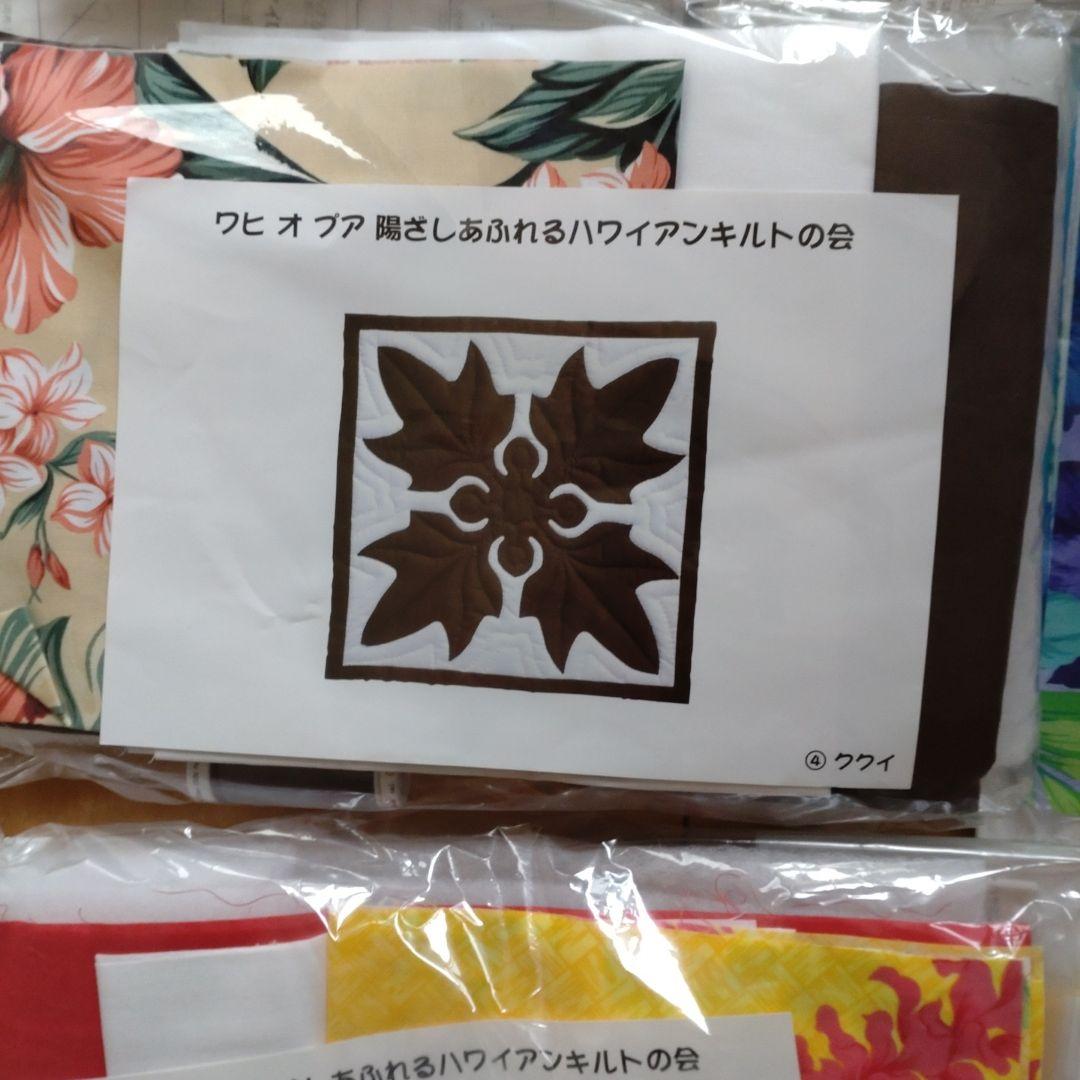 ワヒ オ プア 陽ざしあふれるハワイアンキルトの会
④ ククイ
ざしあふれるハワイアンキルトの会